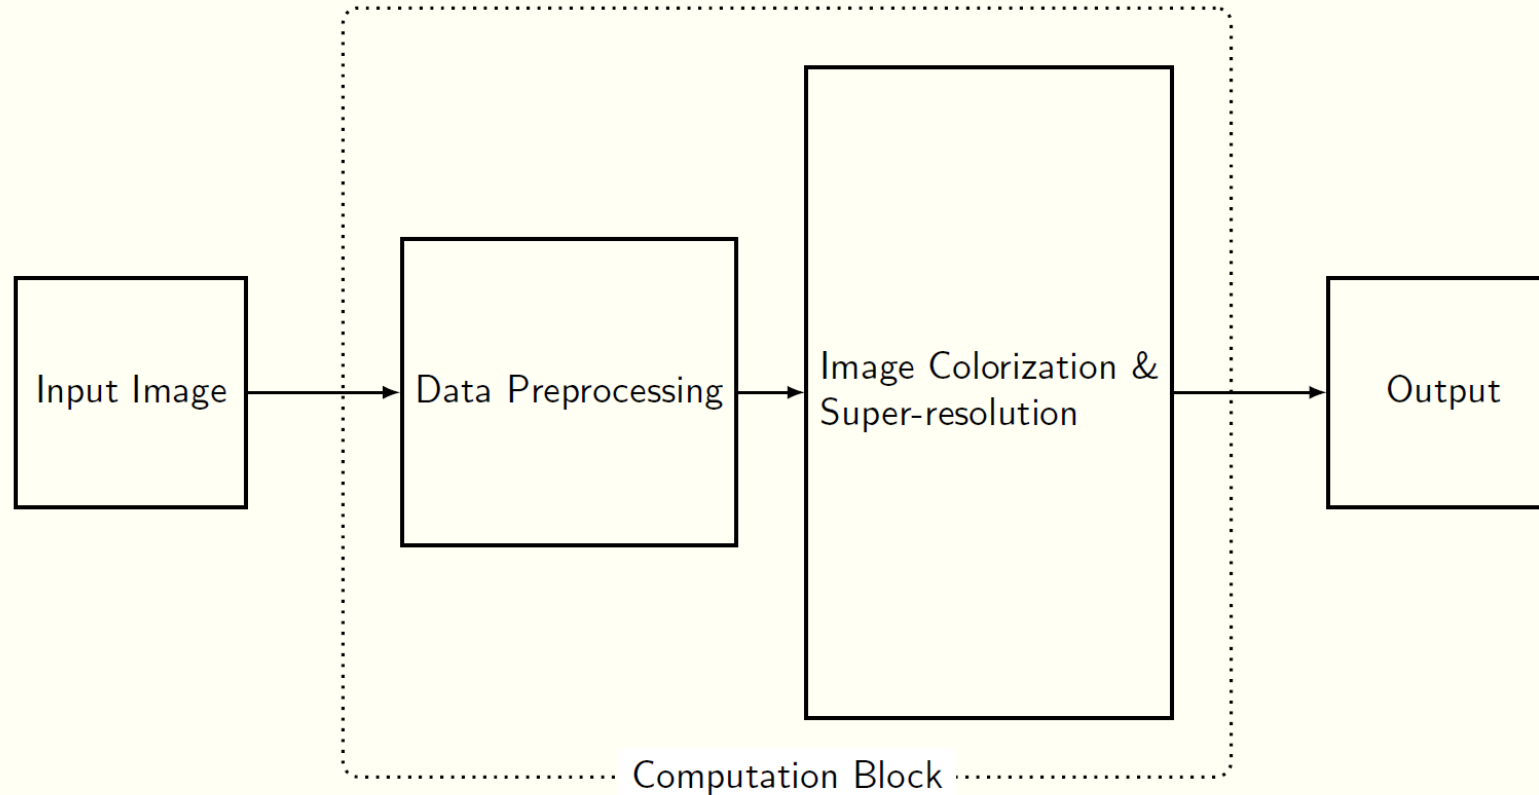 Input Image
Data Preprocessing
Image Colorization &
Super-resolution
Output
Computation Block